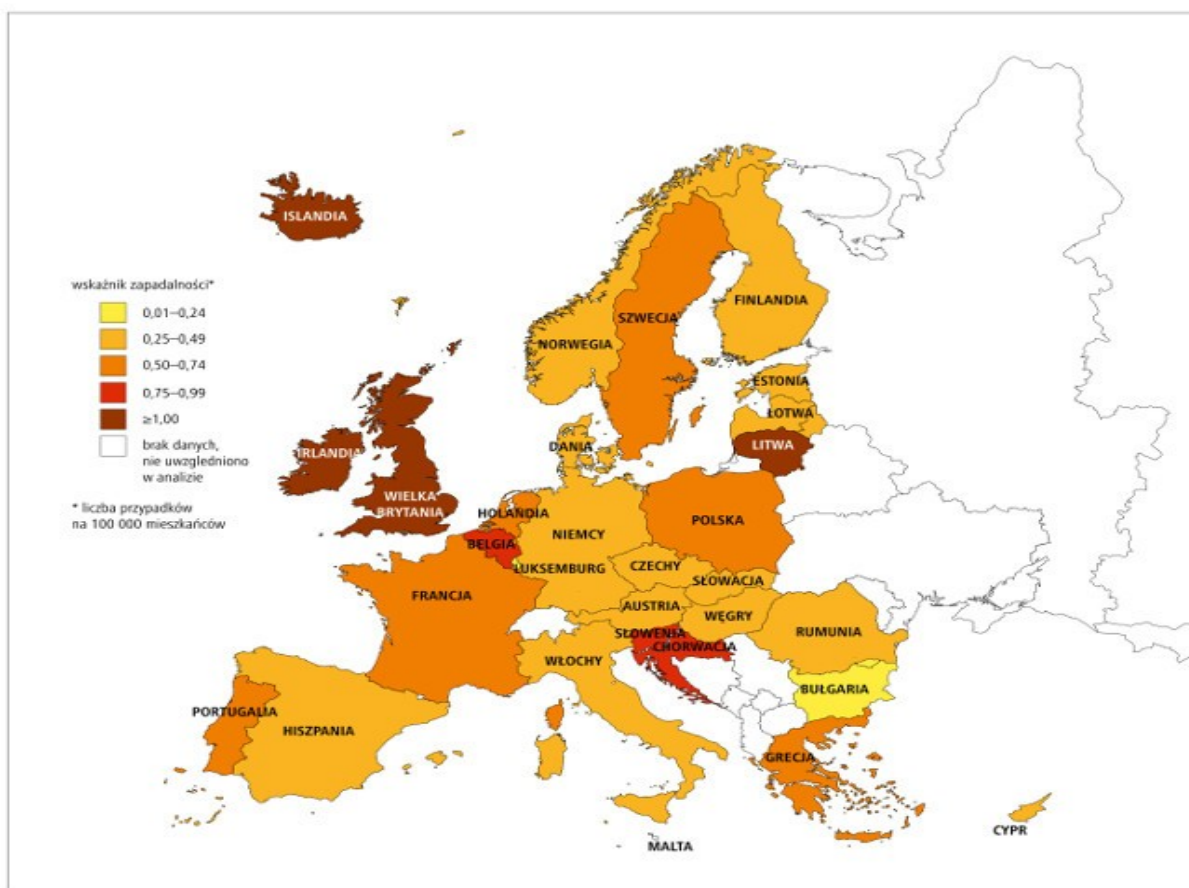 ISLANDIA
wskaźnik zapadalności*
0,01–0,24
0,25–0,49
0,50–0,74
0,75–0,99
≥1,00
brak danych,
nie uwzgledniono
w analizie
* liczba przypadków
na 100 000 mieszkańców
FINLANDIA
SZWECJA
NORWEGIA
ESTONIA
ŁOTWA
LITWA
DANIA
IRLANDIA
WIELKA
BRYTANIA
HOLANDIA
POLSKA
NIEMCY
BELGIA
LUKSEMBURG
CZECHY
SŁOWACJA
FRANCJA
AUSTRIA
WĘGRY
RUMUNIA
SŁOWENIA
CHORWACJA
WŁOCHY
BUŁGARIA
PORTUGALIA
HISZPANIA
GRECJA
CYPR
MALTA